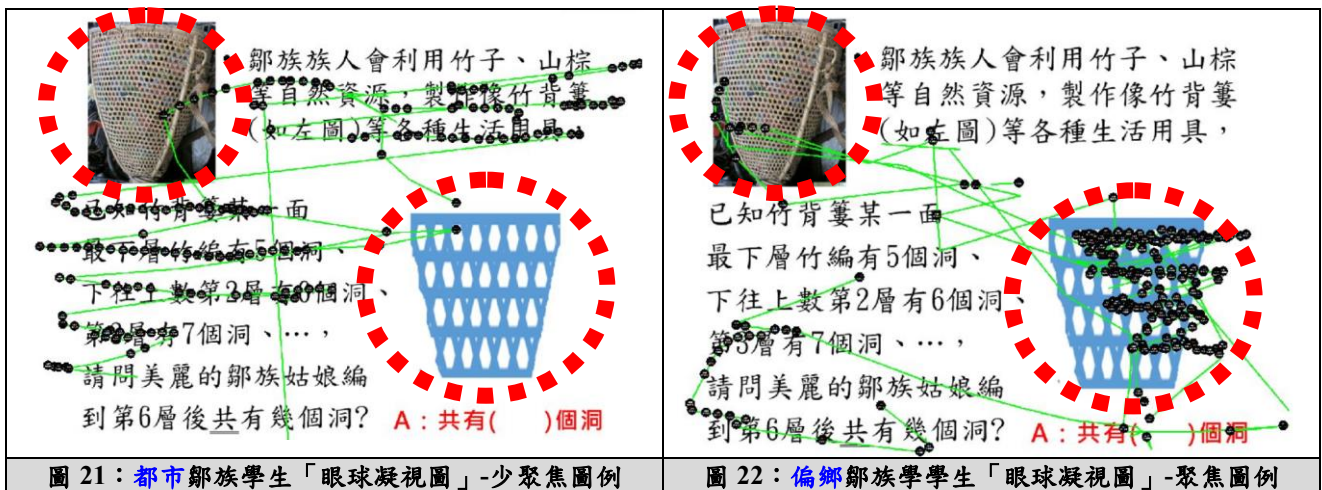 鄒族族人會利用竹子、山棕
等自然資源，製作像竹背簍
(如左圖)等各種生活用具，
已知竹背簍某一面
最下層竹編有5個洞、
下往上數第2層有6個洞、
第3層有7個洞、…，
請問美麗的鄒族姑娘編
到第6層後共有幾個洞?
A：共有(　　)個洞
圖 21：都市鄒族學生「眼球凝視圖」-少聚焦圖例
鄒族族人會利用竹子、山棕
等自然資源，製作像竹背簍
(如左圖)等各種生活用具，
已知竹背簍某一面
最下層竹編有5個洞、
下往上數第2層有6個洞、
第3層有7個洞、…，
請問美麗的鄒族姑娘編
到第6層後共有幾個洞?
A：共有(　　)個洞
圖 22：偏鄉鄒族學學生「眼球凝視圖」-聚焦圖例